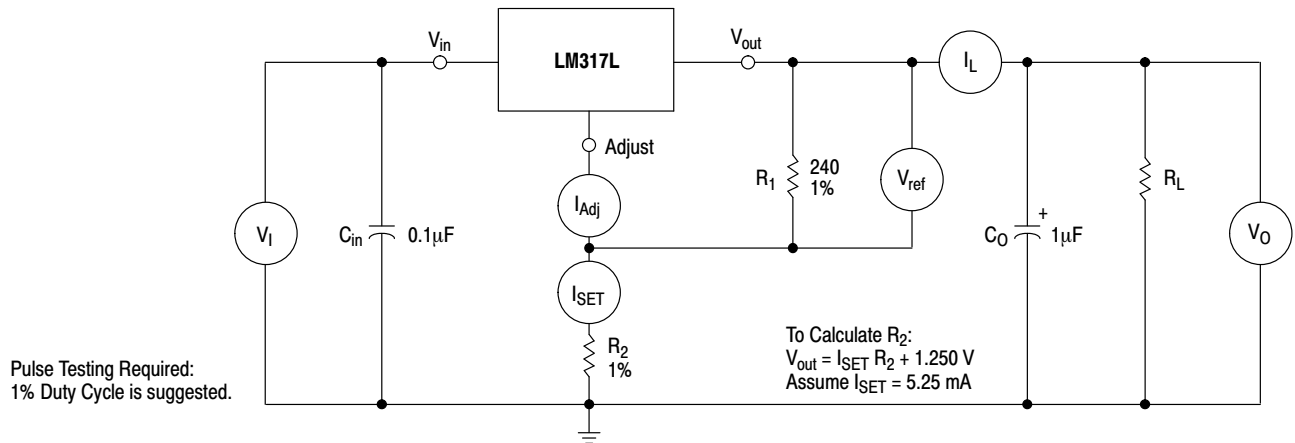 V_in
LM317L
V_out
I_L
Adjust
R_1
240
1%
V_ref
R_L
I_Adj
V_I
C_in
0.1μF
C_O
+
1μF
V_O
I_SET
R_2
1%
To Calculate R_2:
V_out = I_SET R_2 + 1.250 V
Assume I_SET = 5.25 mA
Pulse Testing Required:
1% Duty Cycle is suggested.